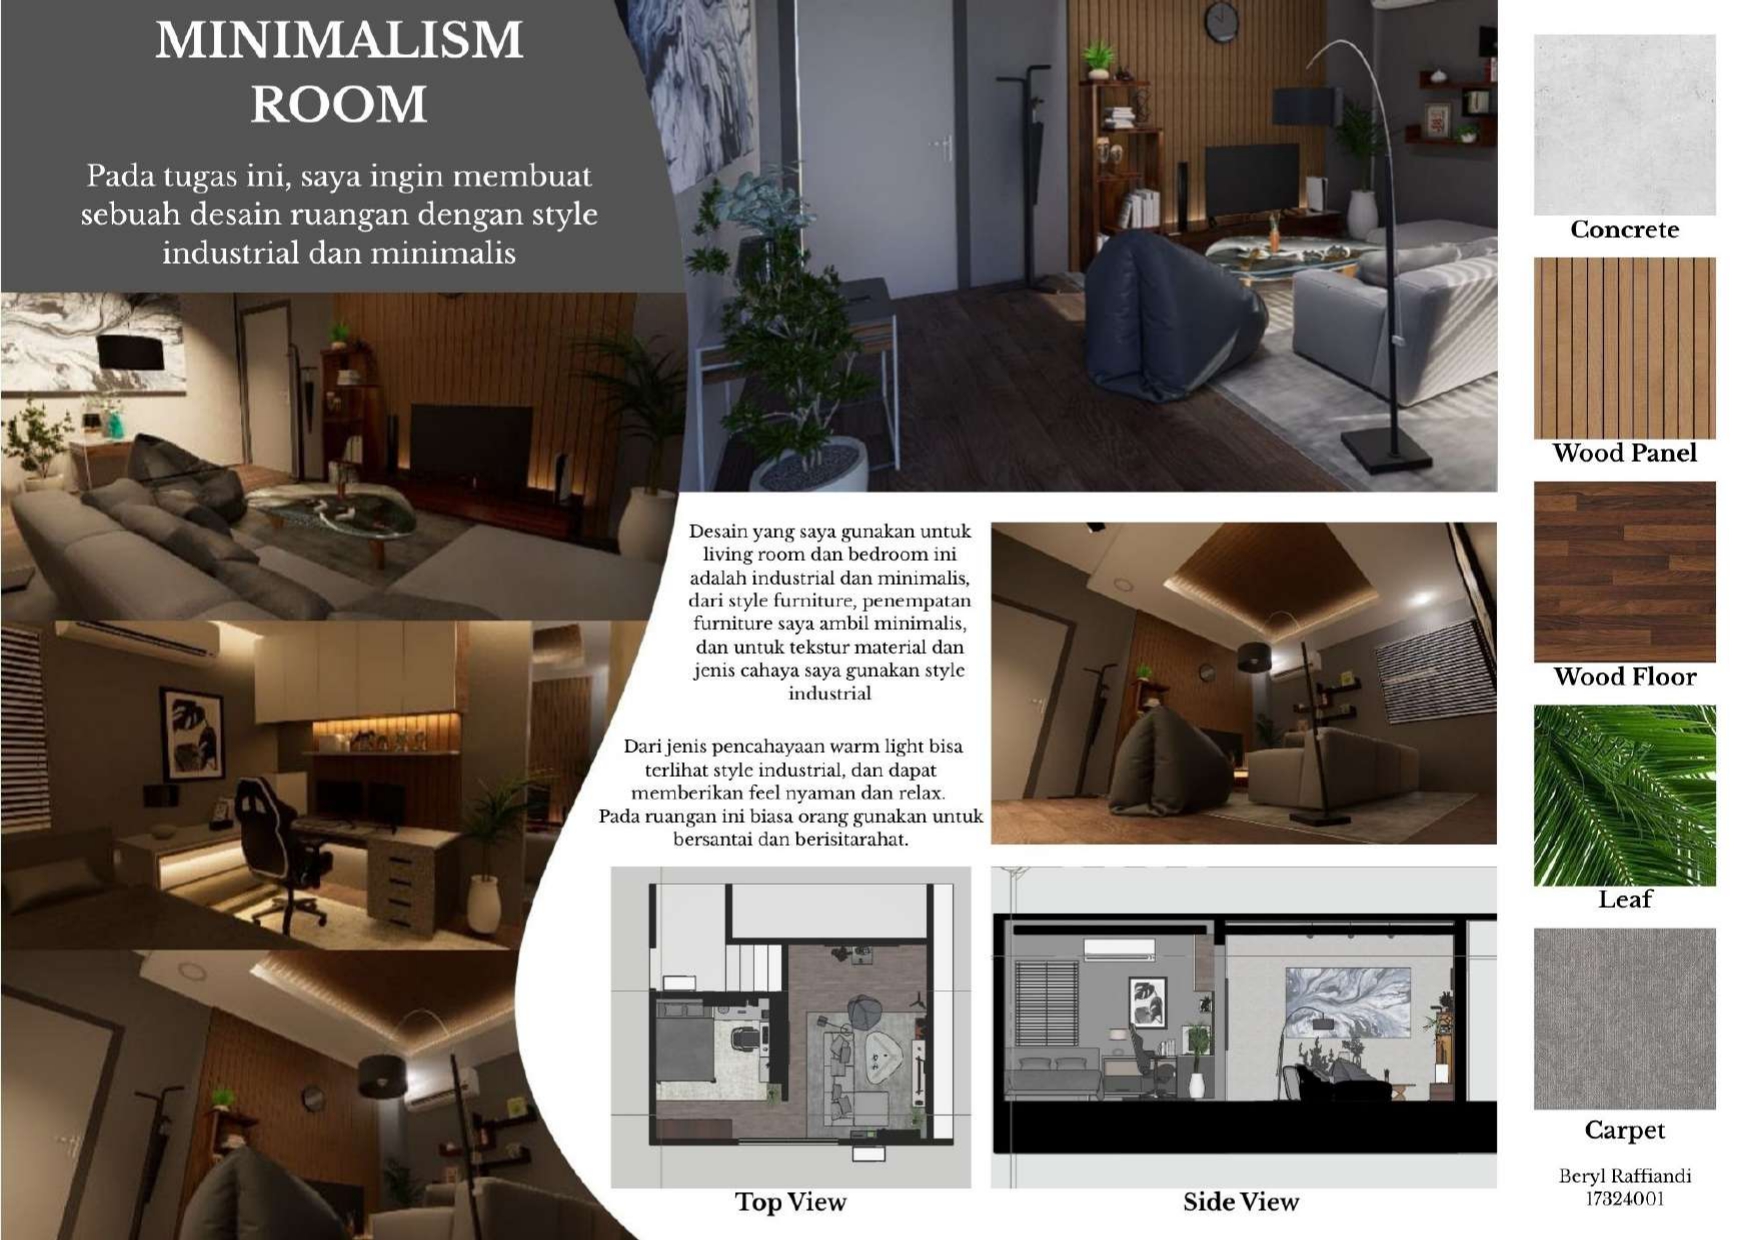 MINIMALISM
ROOM
Pada tugas ini, saya ingin membuat
sebuah desain ruangan dengan style
industrial dan minimalis
Desain yang saya gunakan untuk
living room dan bedroom ini
adalah industrial dan minimalis,
dari style furniture, penempatan
furniture saya ambil minimalis,
dan untuk tekstur material dan
jenis cahaya saya gunakan style
industrial
Dari jenis pencahayaan warm light bisa
terlihat style industrial, dan dapat
memberikan feel nyaman dan relax.
Pada ruangan ini biasa orang gunakan untuk
bersantai dan berisitarahat.
Top View
Side View
Concrete
Wood Panel
Wood Floor
Leaf
Carpet
Beryl Raffiandi
17324001